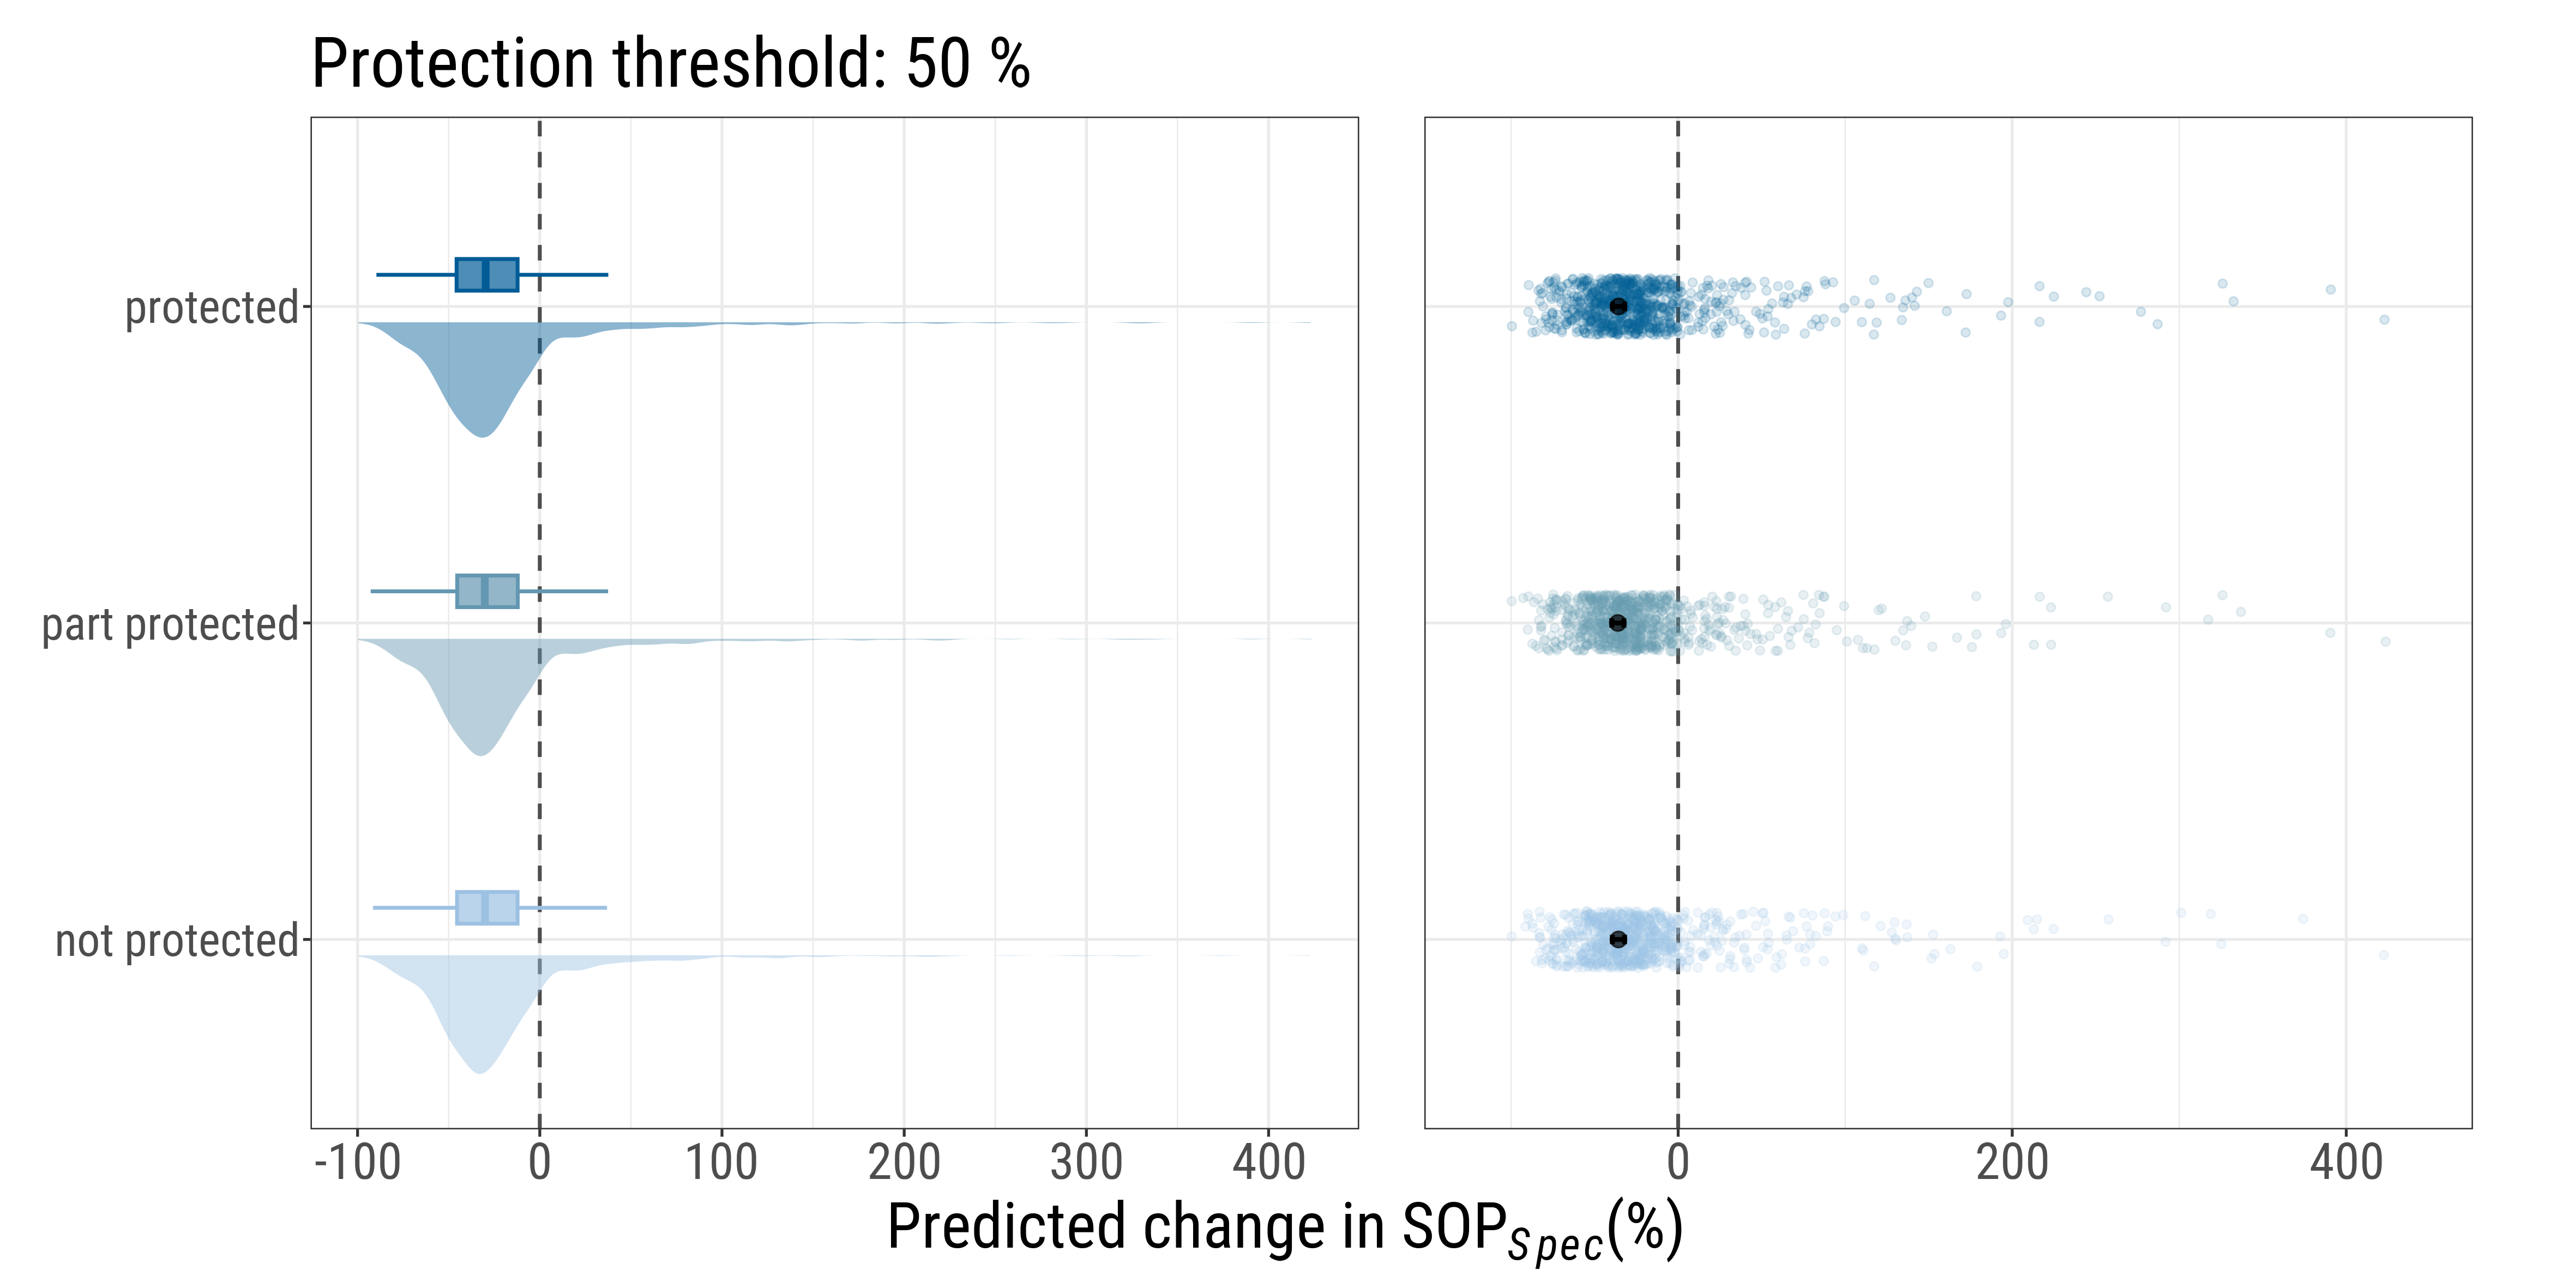 Protection threshold: 50 %
protected
part protected
not protected
-100 0 100 200 300 400
0 200 400
Predicted change in SOP_Spec(%)